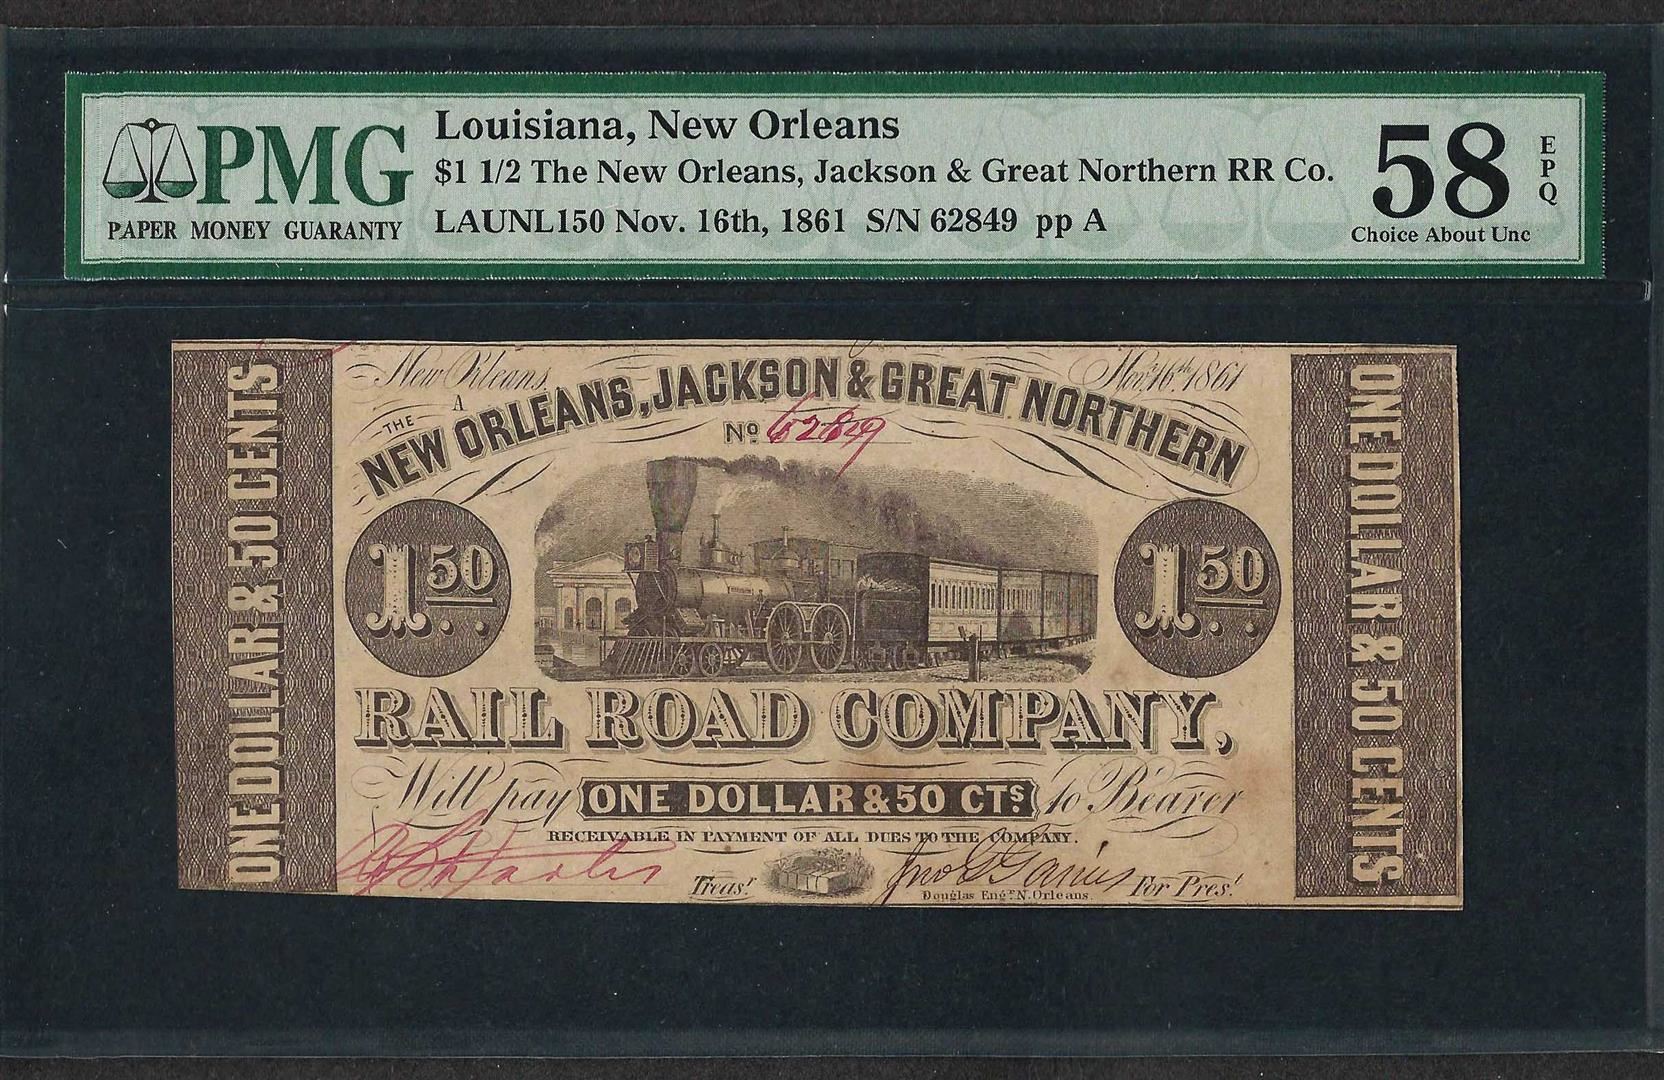 PMG
PAPER MONEY GUARANTY
Louisiana, New Orleans
$1 1/2 The New Orleans, Jackson & Great Northern RR Co.
LAUNL150 Nov. 16th, 1861 S/N 62849 pp A
58
EPQ
Choice About Unc
ONE DOLLAR & 50 CENTS
New Orleans, Nov. 16th 1861
A
THE
NEW ORLEANS, JACKSON & GREAT NORTHERN
No. 62849
1 50
1 50
RAIL ROAD COMPANY,
Will pay ONE DOLLAR & 50 CTS. to Bearer
RECEIVABLE IN PAYMENT OF ALL DUES TO THE COMPANY.
Treasr.
For Prest.
Douglas Engr. N. Orleans.
ONE DOLLAR & 50 CENTS